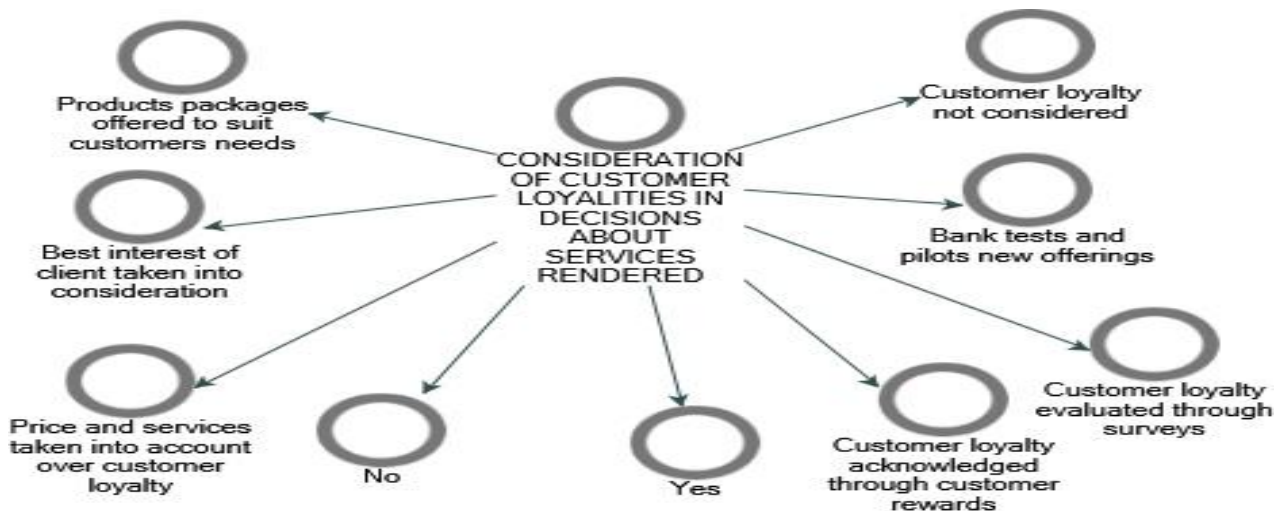 Products packages
offered to suit
customers needs
Customer loyalty
not considered
CONSIDERATION
OF CUSTOMER
LOYALITIES IN
DECISIONS
ABOUT
SERVICES
RENDERED
Best interest of
client taken into
consideration
Bank tests and
pilots new offerings
Price and services
taken into account
over customer
loyalty
No
Yes
Customer loyalty
acknowledged
through customer
rewards
Customer loyalty
evaluated through
surveys